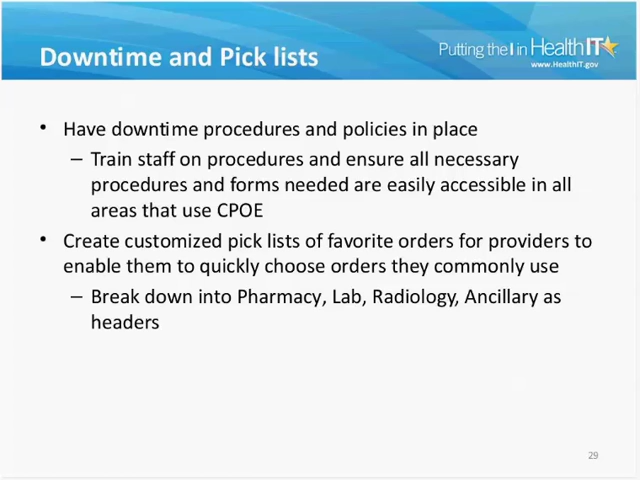 Downtime and Pick lists
Putting the I in HealthIT
www.HealthIT.gov
• Have downtime procedures and policies in place
– Train staff on procedures and ensure all necessary
procedures and forms needed are easily accessible in all
areas that use CPOE
• Create customized pick lists of favorite orders for providers to
enable them to quickly choose orders they commonly use
– Break down into Pharmacy, Lab, Radiology, Ancillary as
headers
29